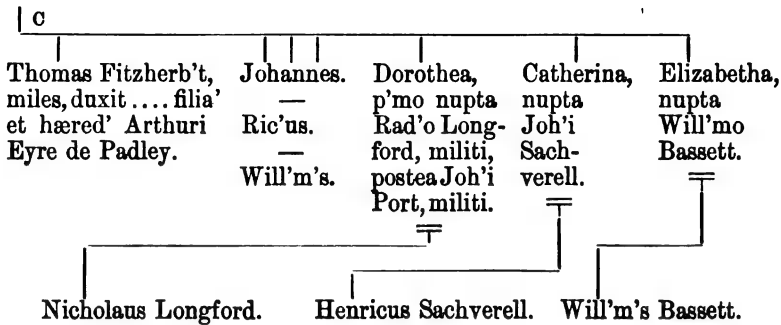 C
Thomas Fitzherb't,
miles, duxit .... filia'
et hæred' Arthuri
Eyre de Padley.
Johannes.
—
Ric'us.
—
Will'm's.
Dorothea,
p'mo nupta
Rad'o Long-
ford, militi,
postea Joh'i
Port, militi.
Catherina,
nupta
Joh'i
Sach-
verell.
Elizabetha,
nupta
Will'mo
Bassett.
Nicholaus Longford.
Henricus Sachverell.
Will'm's Bassett.